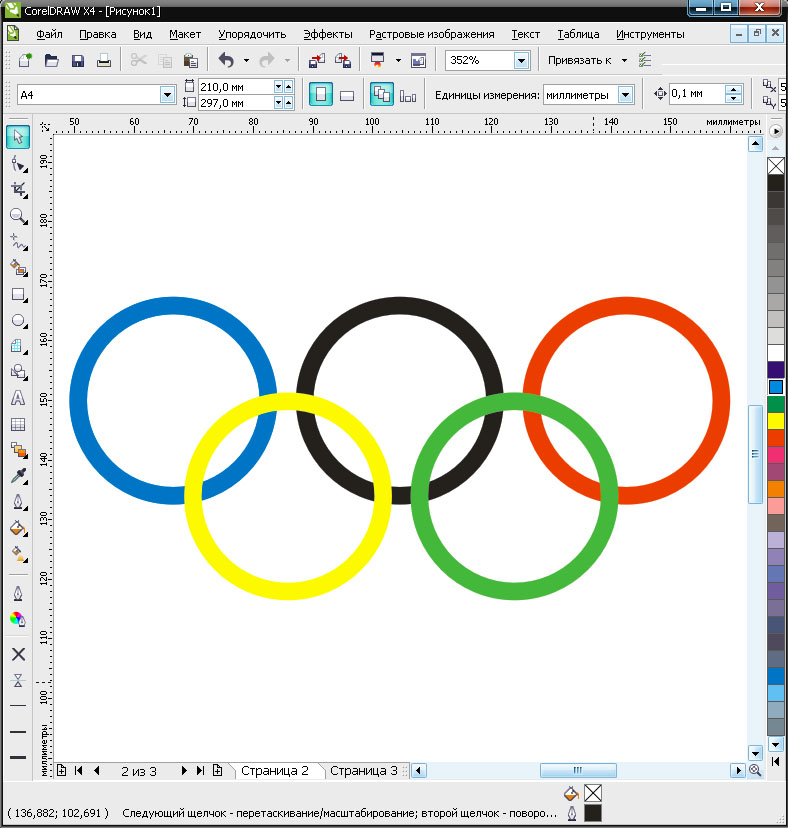 CorelDRAW X4 - [Рисунок1]
Файл Правка Вид Макет Упорядочить Эффекты Растровые изображения Текст Таблица Инструменты
352% Привязать к
A4 210,0 мм 297,0 мм Единицы измерения: миллиметры 0,1 мм 5 5
50 60 70 80 90 100 110 120 130 140 150 миллиметры
190
180
170
160
150
140
130
120
110
100
миллиметры
2 из 3 Страница 2 Страница 3
( 136,882; 102,691 ) Следующий щелчок - перетаскивание/масштабирование; второй щелчок - поворо...